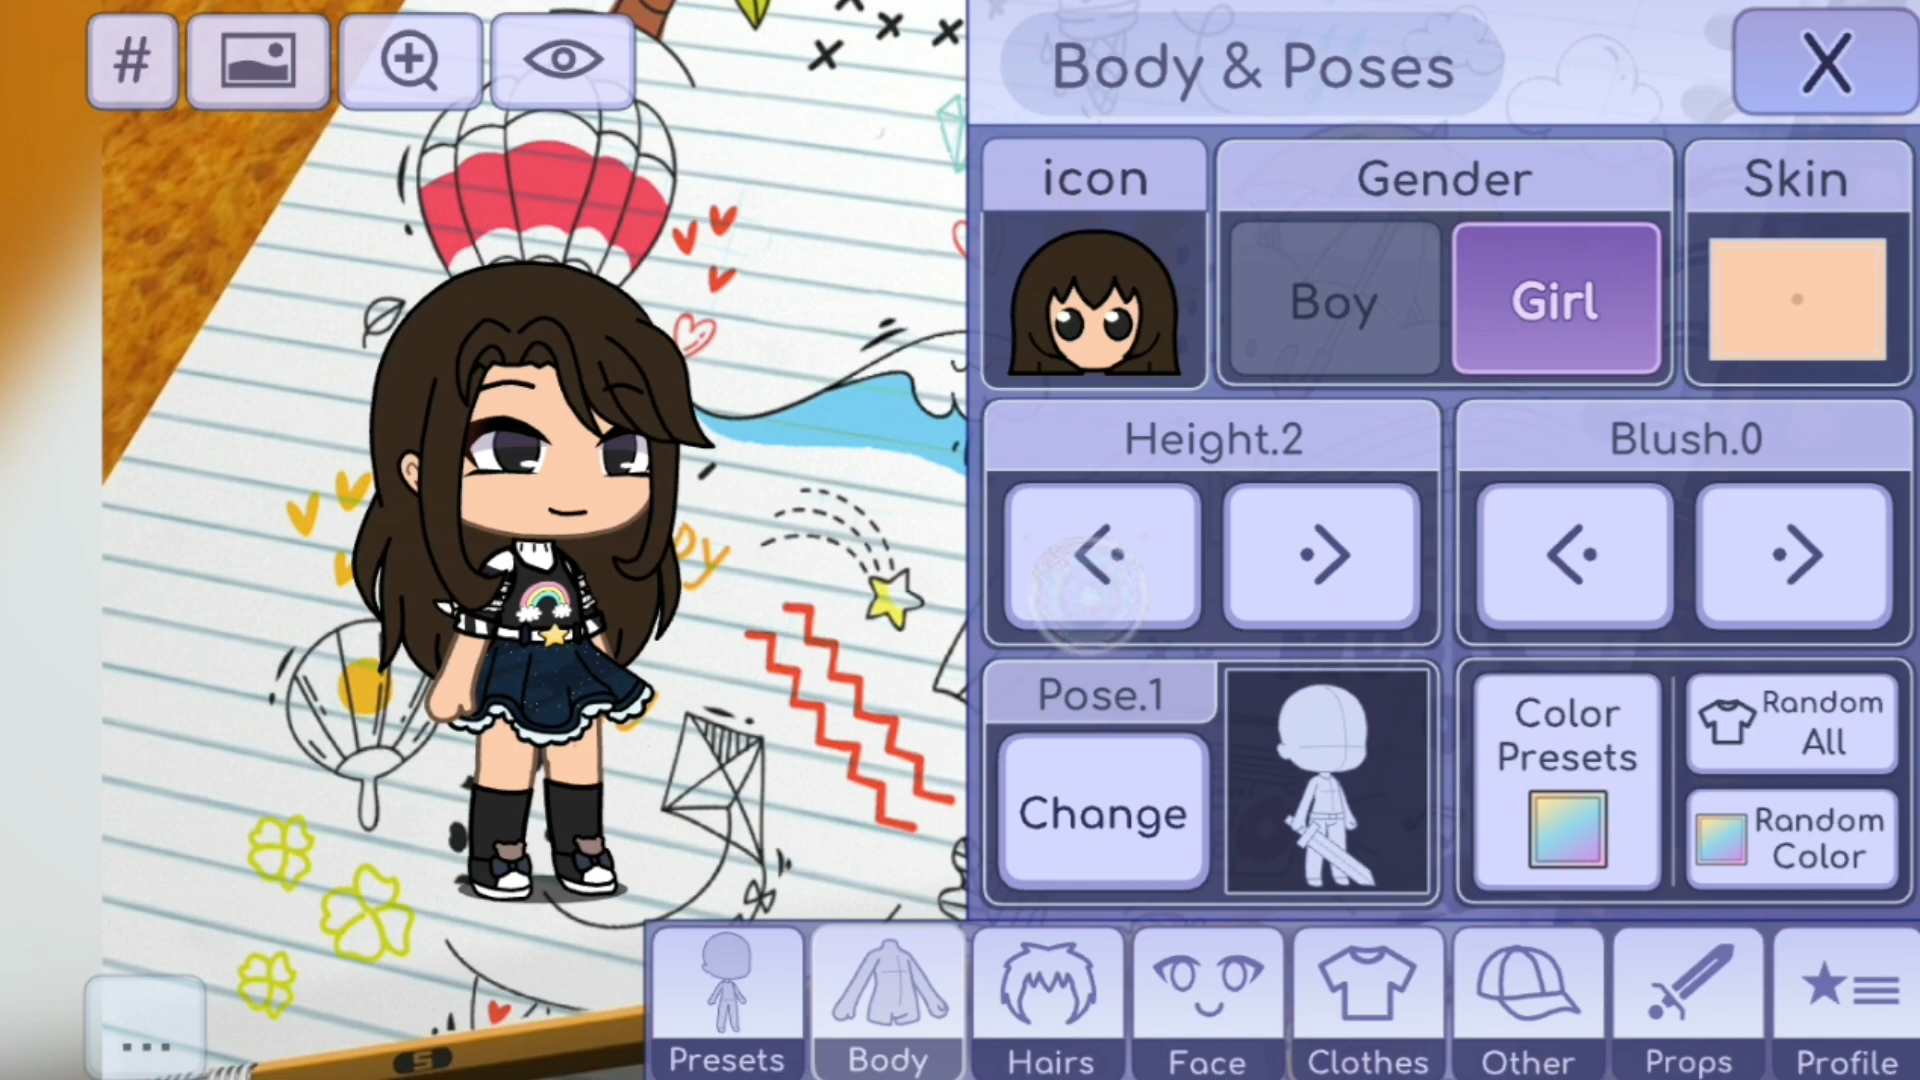 #
Body & Poses
X
icon
Gender
Skin
Boy
Girl
Height.2
Blush.0
Pose.1
Change
Color
Presets
Random
All
Random
Color
...
5
Presets
Body
Hairs
Face
Clothes
Other
Props
Profile